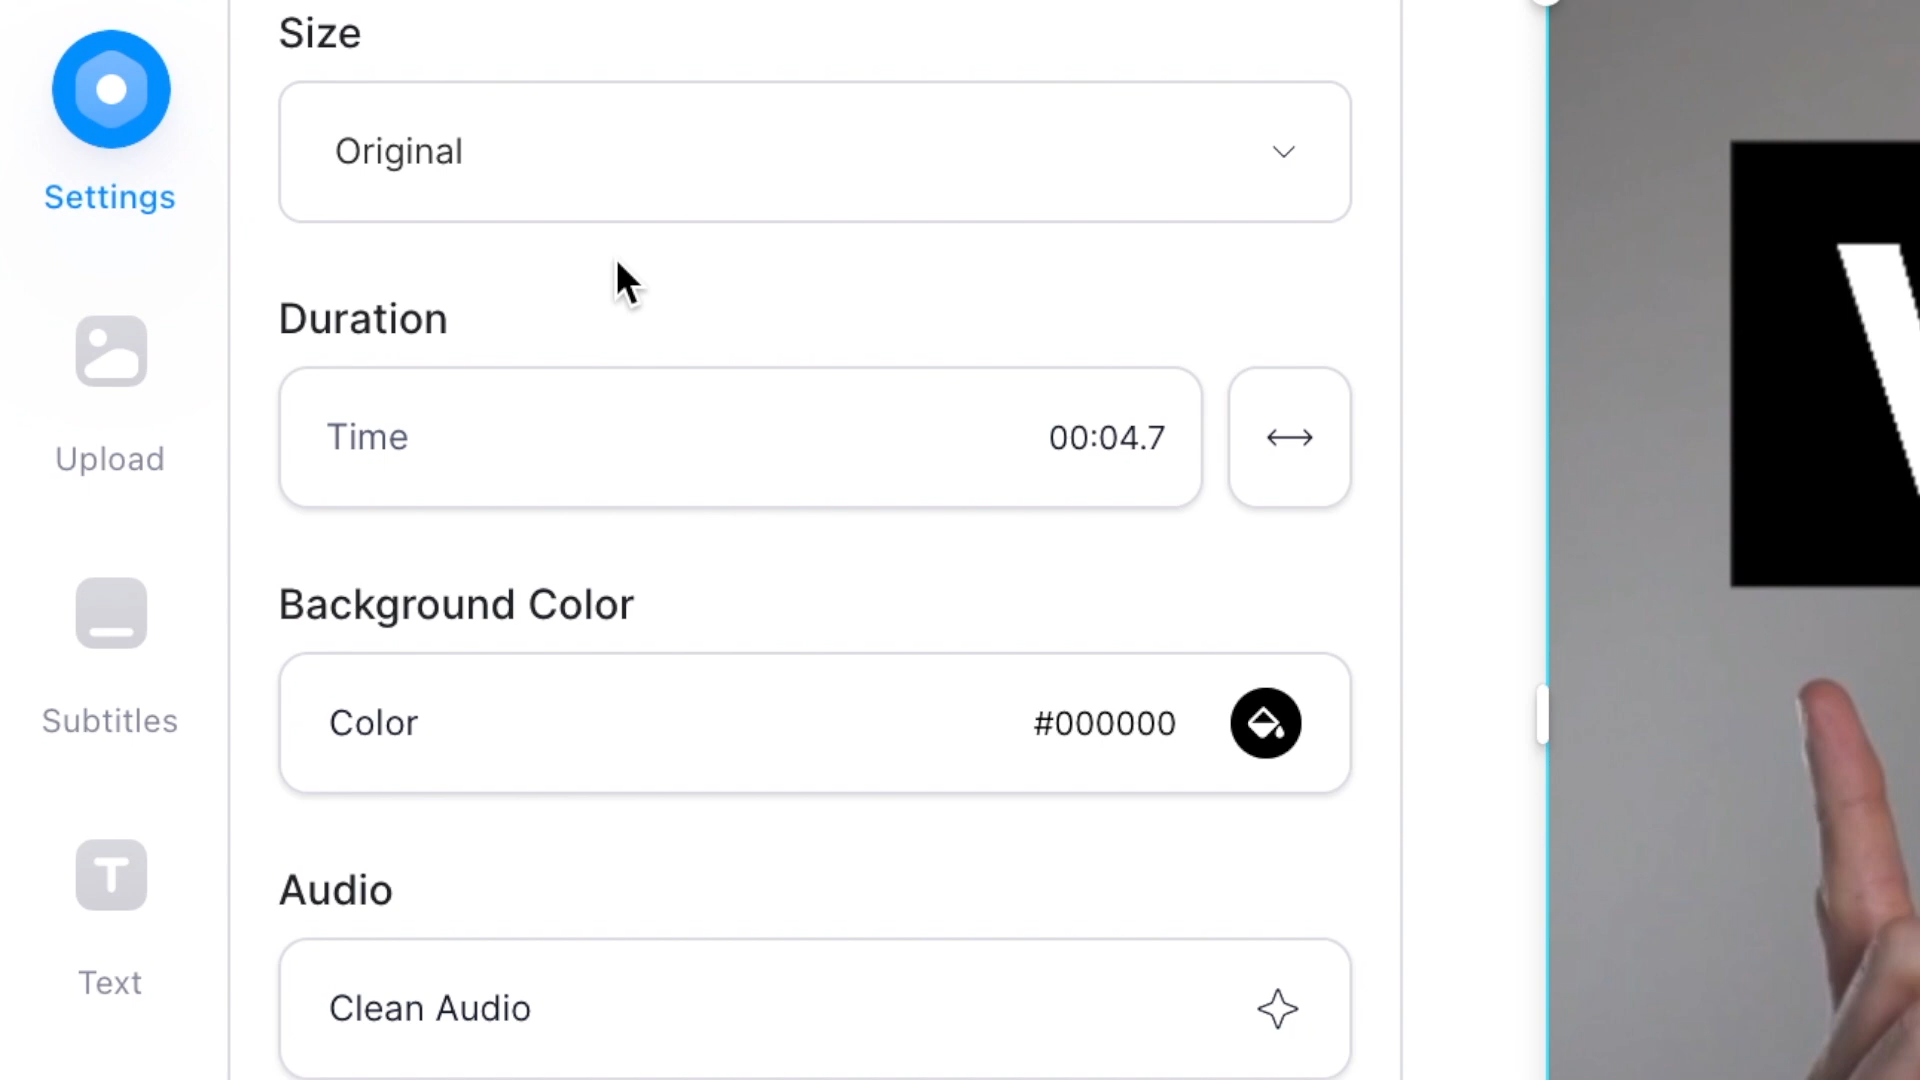 Size
Original
Settings
Duration
Time 00:04.7
Upload
Background Color
Color #000000
Subtitles
Audio
Clean Audio
T
Text